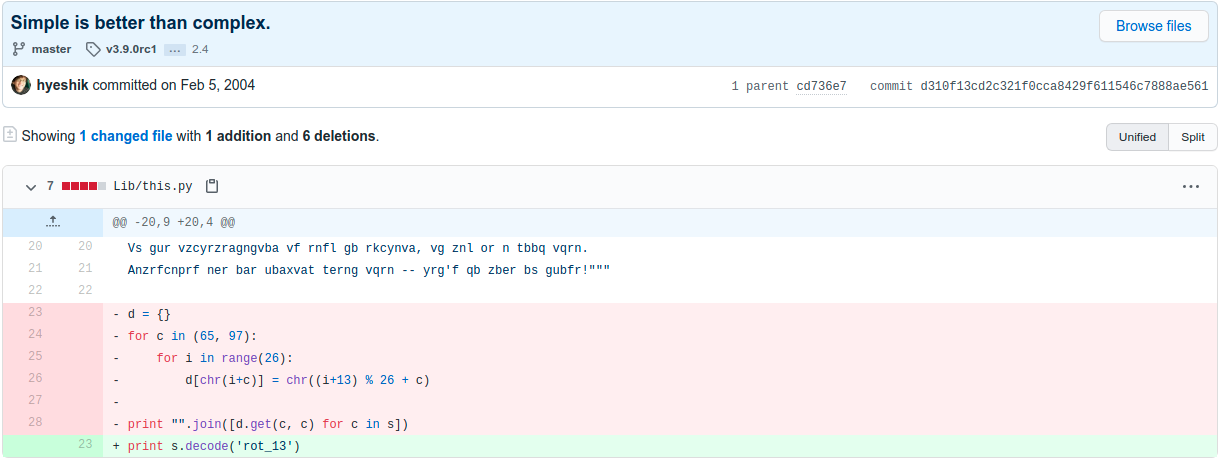 Simple is better than complex.
Browse files
master v3.9.0rc1 ... 2.4
hyeshik committed on Feb 5, 2004
1 parent cd736e7 commit d310f13cd2c321f0cca8429f611546c7888ae561
Showing 1 changed file with 1 addition and 6 deletions.
Unified Split
7 Lib/this.py
@@ -20,9 +20,4 @@
20 20 Vs gur vzcyrzragngvba vf rnfl gb rkcynva, vg znl or n tbbq vqrn.
21 21 Anzrfcnprf ner bar ubaxvat terng vqrn -- yrg'f qb zber bs gubfr!"""
22 22
23 - d = {}
24 - for c in (65, 97):
25 -     for i in range(26):
26 -         d[chr(i+c)] = chr((i+13) % 26 + c)
27 -
28 - print "".join([d.get(c, c) for c in s])
23 + print s.decode('rot_13')